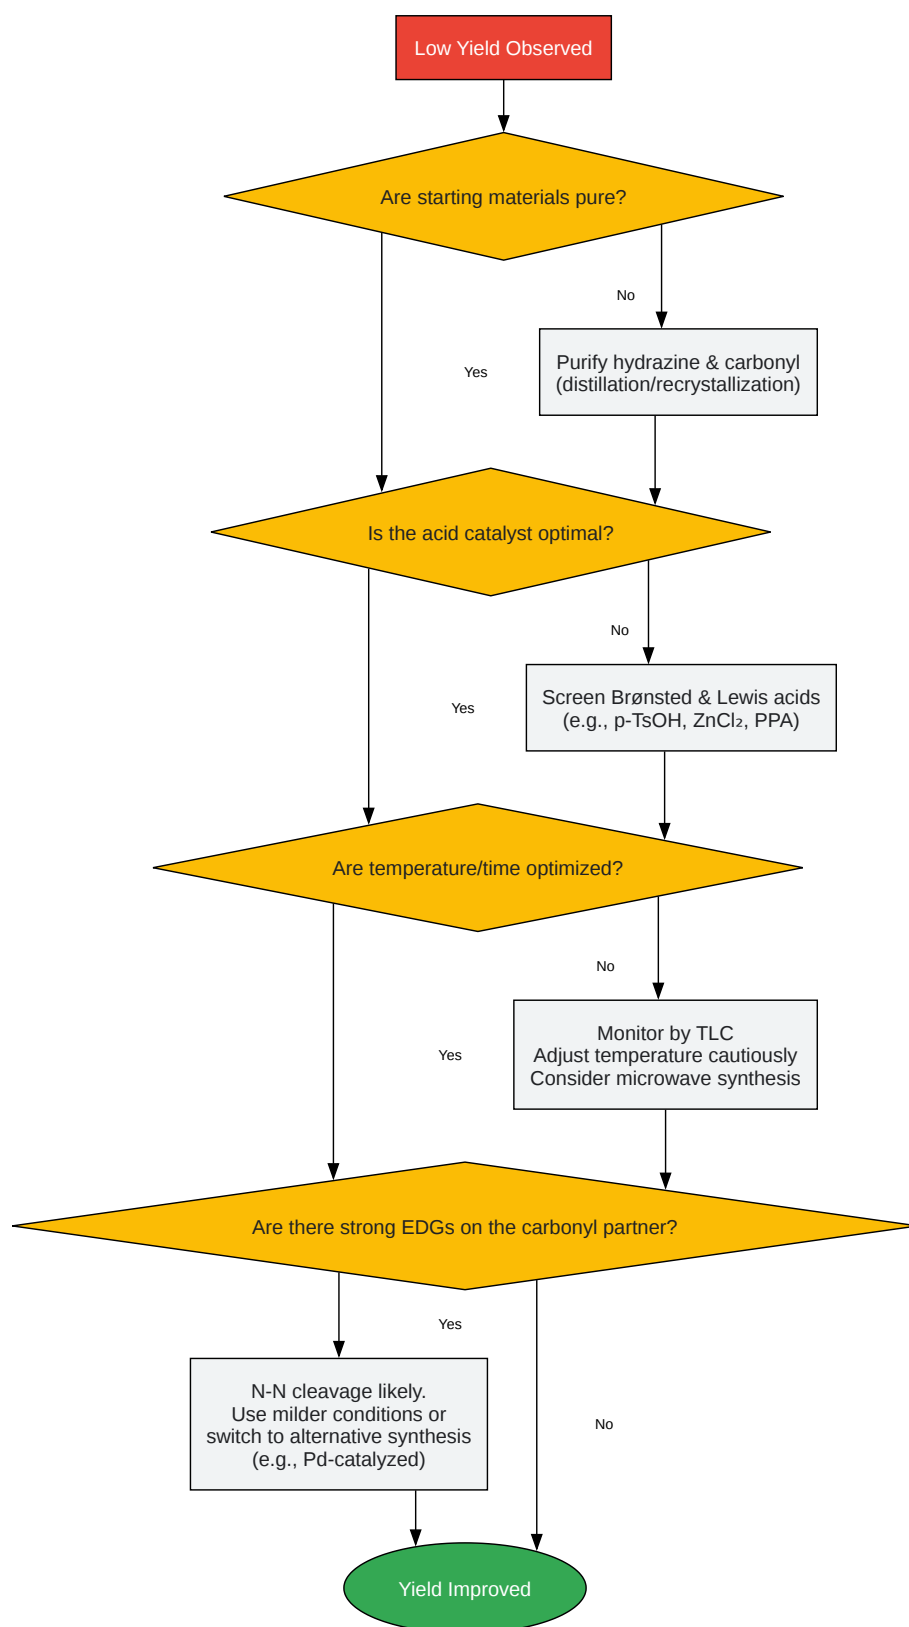 Low Yield Observed
Are starting materials pure?
No
Purify hydrazine & carbonyl
(distillation/recrystallization)
Yes
Is the acid catalyst optimal?
No
Screen Brønsted & Lewis acids
(e.g., p-TsOH, ZnCl₂, PPA)
Yes
Are temperature/time optimized?
No
Monitor by TLC
Adjust temperature cautiously
Consider microwave synthesis
Yes
Are there strong EDGs on the carbonyl partner?
Yes
N-N cleavage likely.
Use milder conditions or
switch to alternative synthesis
(e.g., Pd-catalyzed)
No
Yield Improved